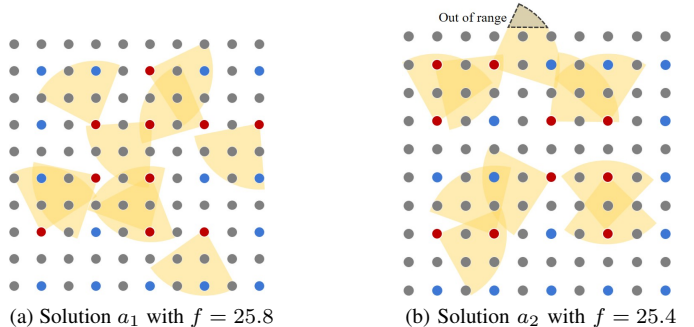 Out of range
(a) Solution a₁ with f = 25.8
(b) Solution a₂ with f = 25.4